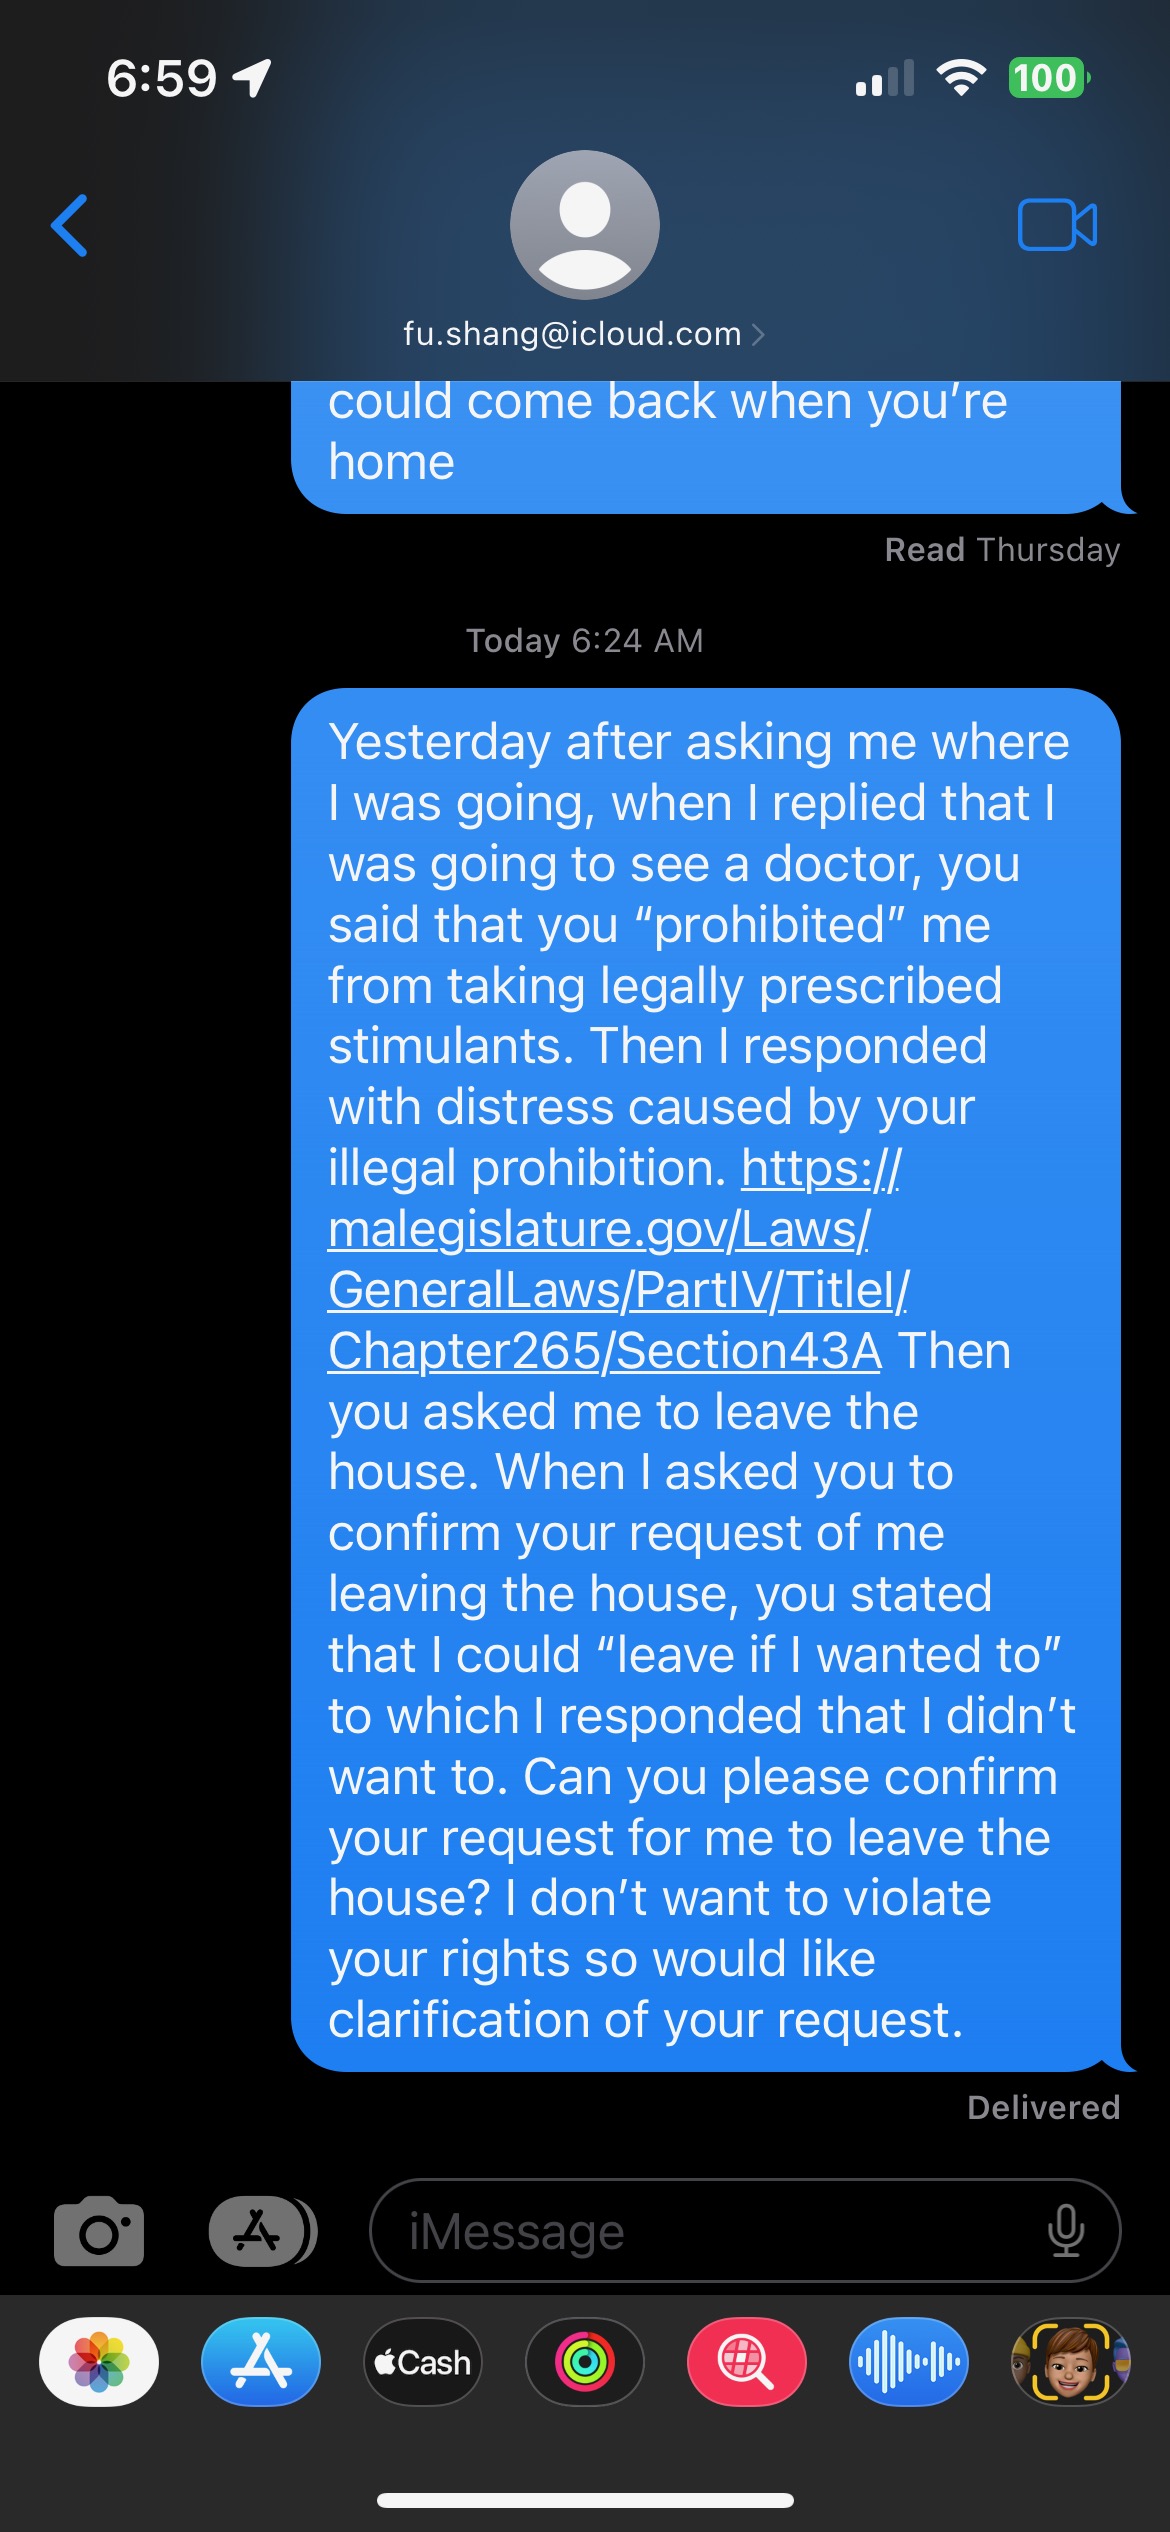 6:59
100
fu.shang@icloud.com
could come back when you’re
home
Read Thursday
Today 6:24 AM
Yesterday after asking me where
I was going, when I replied that I
was going to see a doctor, you
said that you “prohibited” me
from taking legally prescribed
stimulants. Then I responded
with distress caused by your
illegal prohibition. https://
malegislature.gov/Laws/
GeneralLaws/PartIV/TitleI/
Chapter265/Section43A Then
you asked me to leave the
house. When I asked you to
confirm your request of me
leaving the house, you stated
that I could “leave if I wanted to”
to which I responded that I didn’t
want to. Can you please confirm
your request for me to leave the
house? I don’t want to violate
your rights so would like
clarification of your request.
Delivered
iMessage
Cash